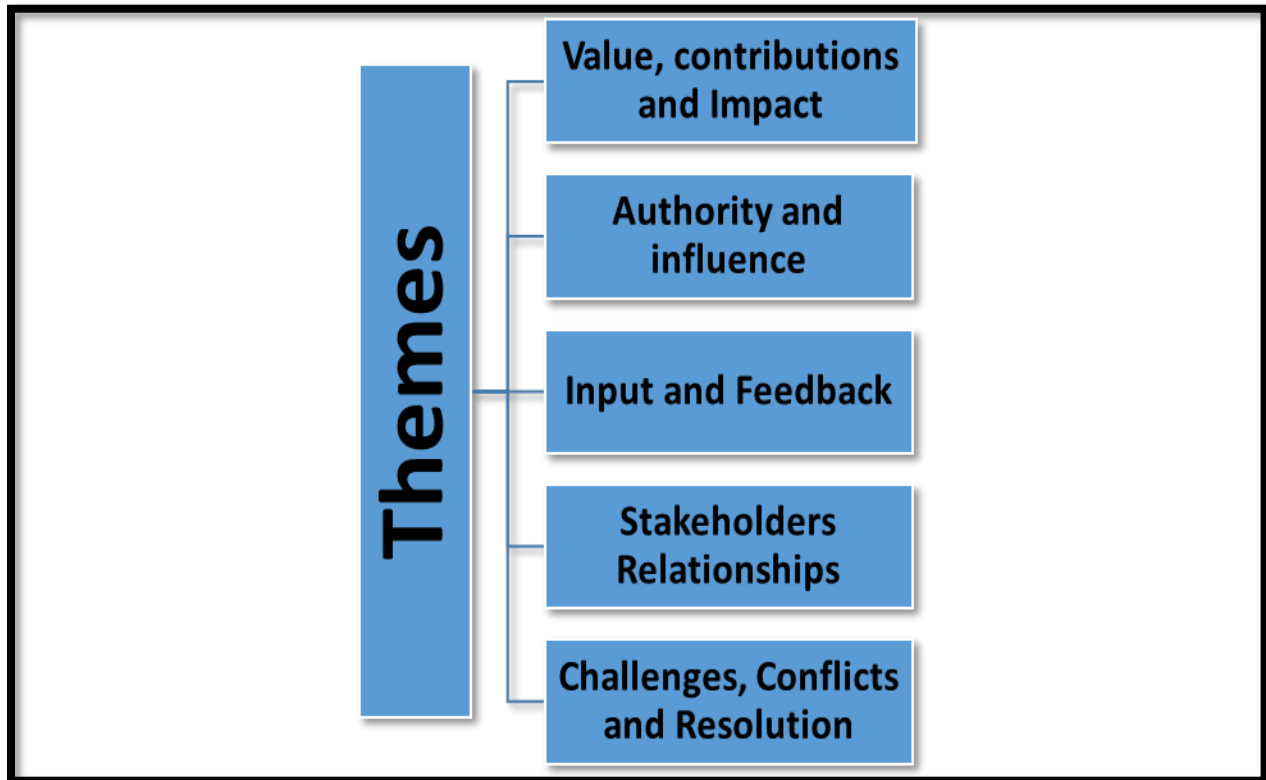 Themes
Value, contributions
and Impact
Authority and
influence
Input and Feedback
Stakeholders
Relationships
Challenges, Conflicts
and Resolution